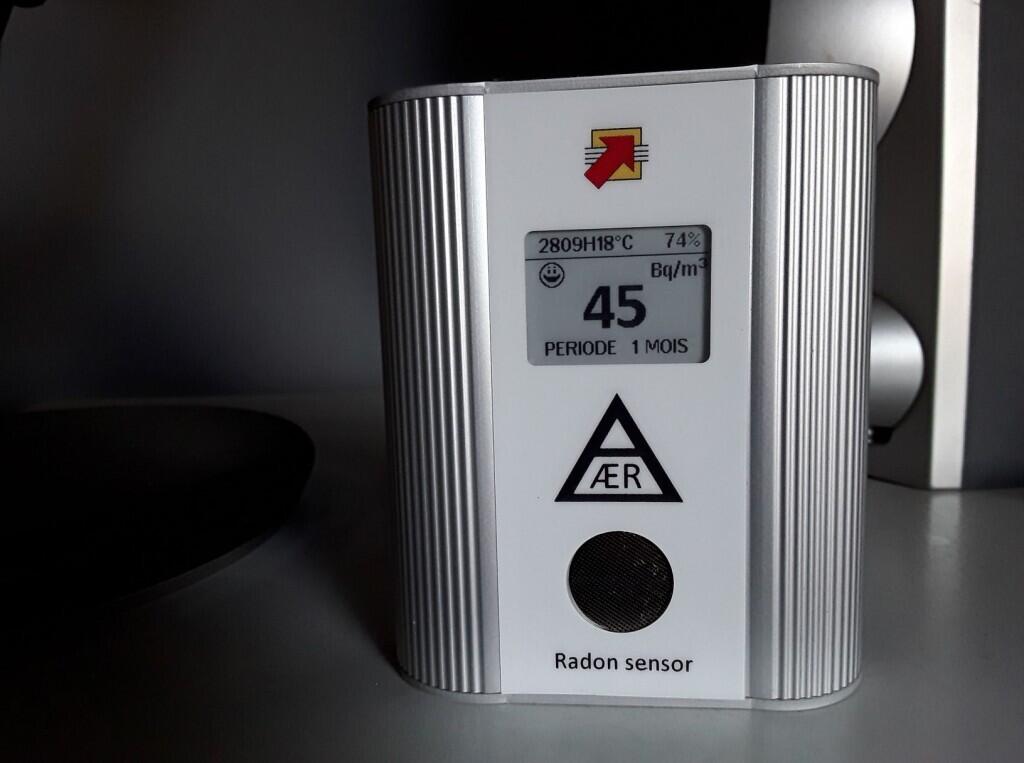 2809H18°C 74%
Bq/m³
45
PERIODE 1 MOIS
ÆR
Radon sensor